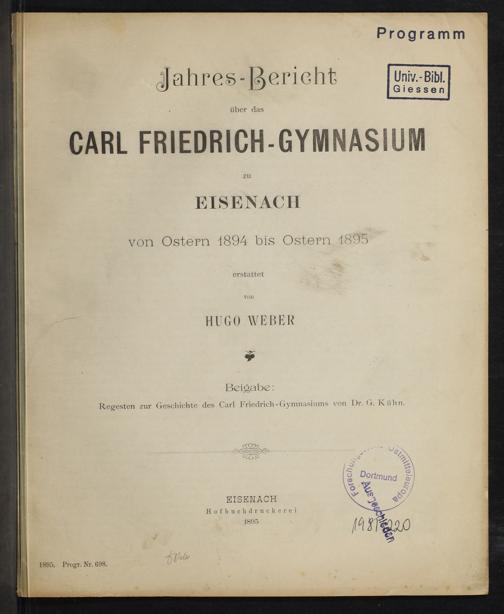 Programm
Univ.-Bibl.
Giessen
Jahres-Bericht
über das
CARL FRIEDRICH-GYMNASIUM
zu
EISENACH
von Ostern 1894 bis Ostern 1895
erstattet
von
HUGO WEBER
Beigabe:
Regesten zur Geschichte des Carl Friedrich-Gymnasiums von Dr. G. Kühn.
Ostmitteleuropa
Dortmund
Ausgeschieden
EISENACH
Hofbuchdruckerei
1895
1895. Progr. Nr. 698.